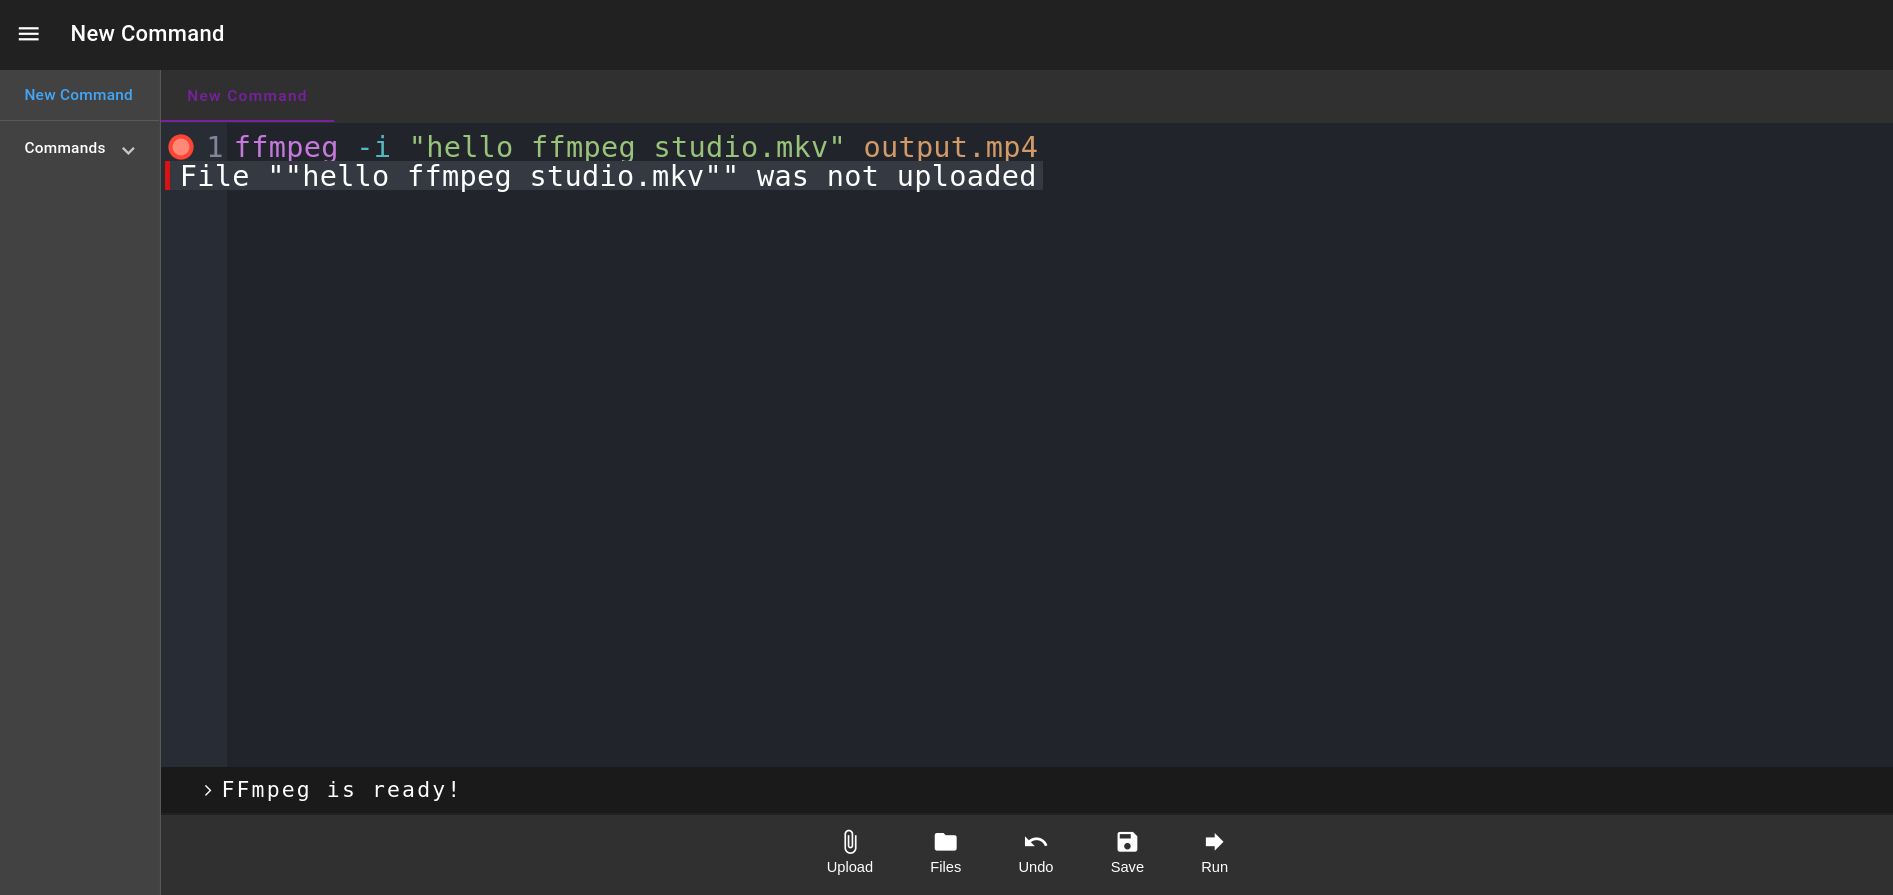 New Command
New Command
New Command
Commands
1 ffmpeg -i "hello ffmpeg studio.mkv" output.mp4
File ""hello ffmpeg studio.mkv"" was not uploaded
FFmpeg is ready!
Upload
Files
Undo
Save
Run